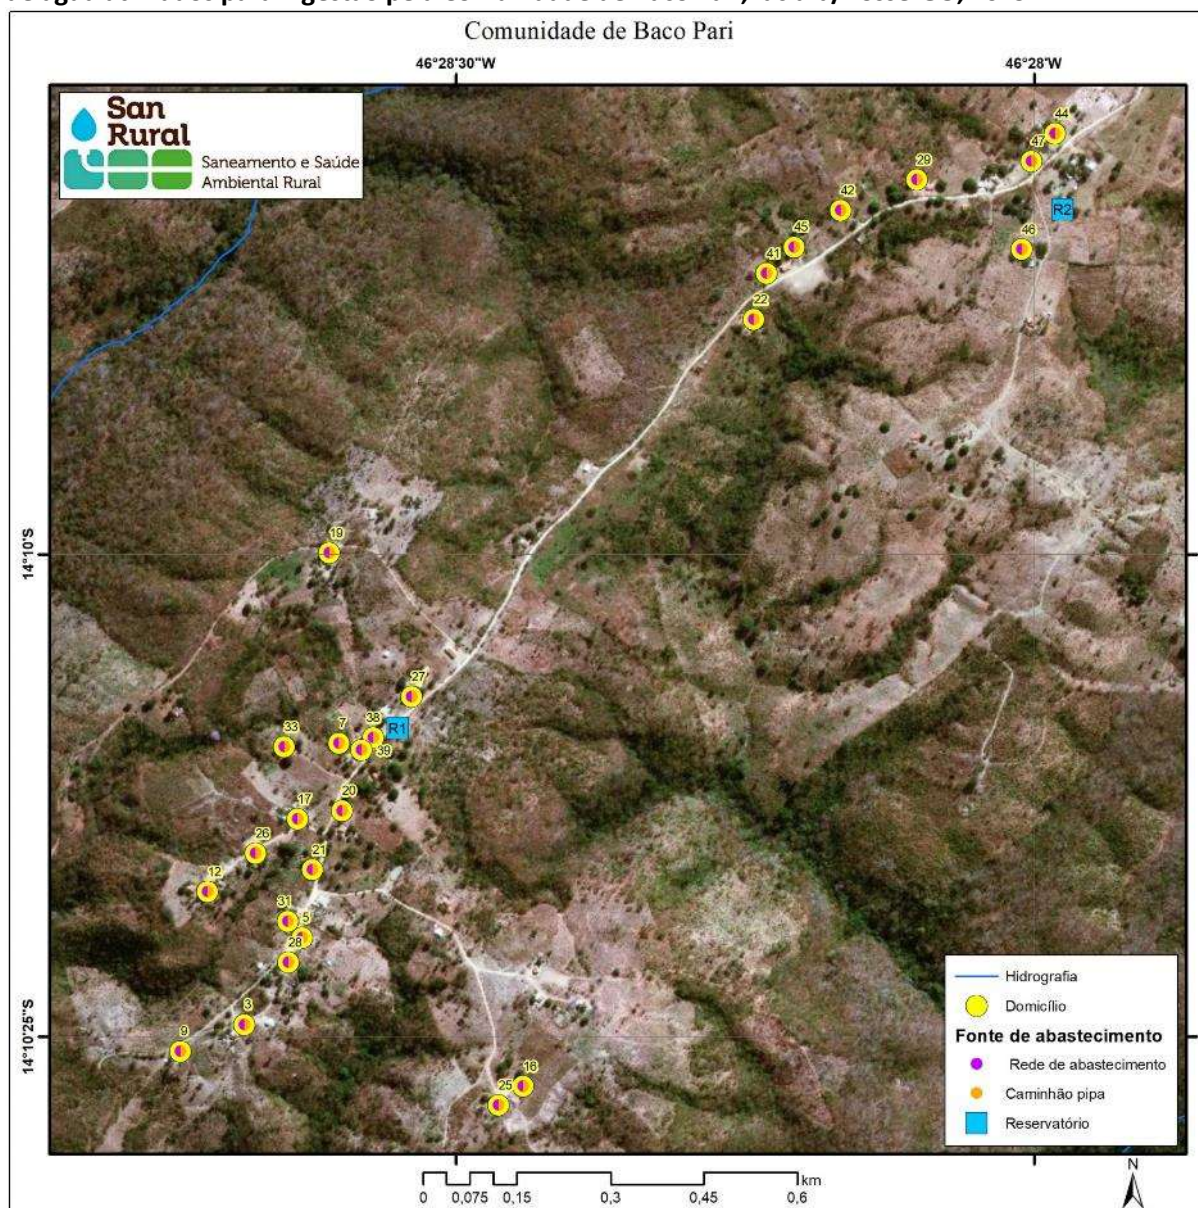 Comunidade de Baco Pari
46°28'30"W
46°28'W
San
Rural
Saneamento e Saúde
Ambiental Rural
44
47
29
42
R2
46
45
41
22
14°10'S
19
27
38
R1
7
33
39
20
17
26
21
12
31
5
28
3
9
14°10'25"S
25
Hidrografia
Domicílio
Fonte de abastecimento
Rede de abastecimento
Caminhão pipa
Reservatório
N
km
0 0,075 0,15 0,3 0,45 0,6